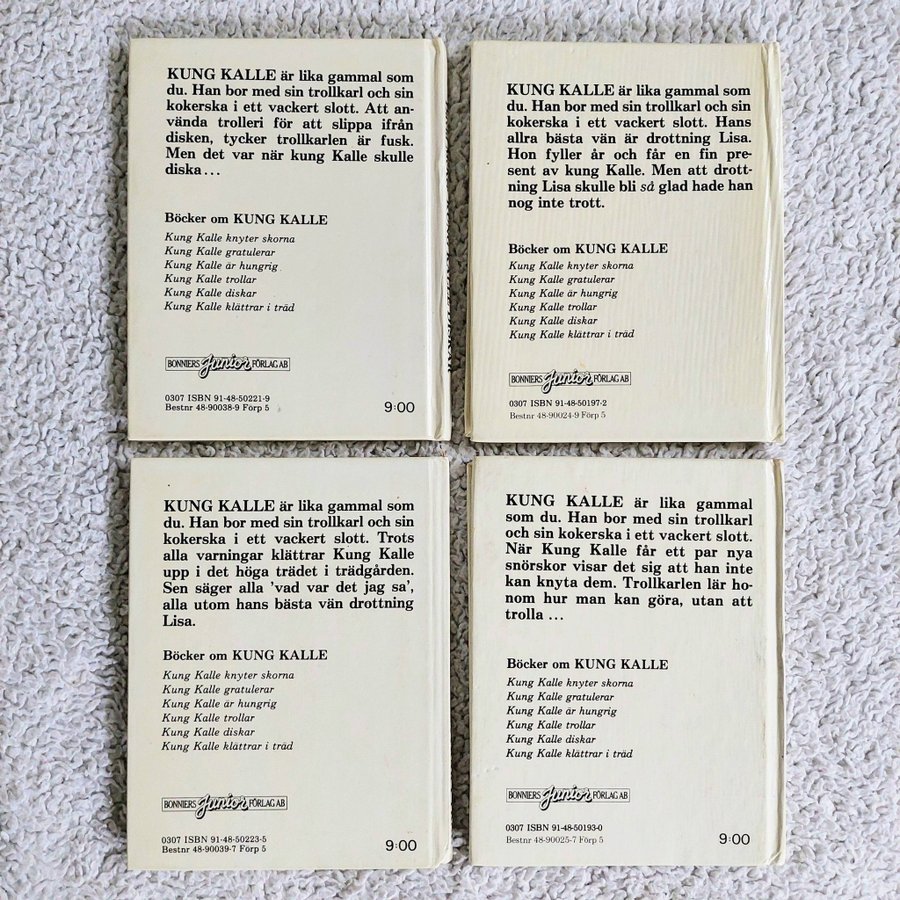 KUNG KALLE är lika gammal som
du. Han bor med sin trollkarl och sin
kokerska i ett vackert slott. Att an-
vända trolleri för att slippa ifrån
disken, tycker trollkarlen är fusk.
Men det var när kung Kalle skulle
diska...
Böcker om KUNG KALLE
Kung Kalle knyter skorna
Kung Kalle gratulerar
Kung Kalle är hungrig
Kung Kalle trollar
Kung Kalle diskar
Kung Kalle klättrar i träd
BONNIERS Junior FÖRLAG AB
0307 ISBN 91-48-50221-9
Bestnr 48-90038-9 Förp 5
9:00
KUNG KALLE är lika gammal som
du. Han bor med sin trollkarl och sin
kokerska i ett vackert slott. Hans
allra bästa vän är drottning Lisa.
Hon fyller år och får en fin pre-
sent av kung Kalle. Men att drott-
ning Lisa skulle bli så glad hade han
nog inte trott.
Böcker om KUNG KALLE
Kung Kalle knyter skorna
Kung Kalle gratulerar
Kung Kalle är hungrig
Kung Kalle trollar
Kung Kalle diskar
Kung Kalle klättrar i träd
BONNIERS Junior FÖRLAG AB
0307 ISBN 91-48-50197-2
Bestnr 48-90024-9 Förp 5
KUNG KALLE är lika gammal som
du. Han bor med sin trollkarl och sin
kokerska i ett vackert slott. Trots
alla varningar klättrar Kung Kalle
upp i det höga trädet i trädgården.
Sen säger alla 'vad var det jag sa',
alla utom hans bästa vän drottning
Lisa.
Böcker om KUNG KALLE
Kung Kalle knyter skorna
Kung Kalle gratulerar
Kung Kalle är hungrig
Kung Kalle trollar
Kung Kalle diskar
Kung Kalle klättrar i träd
BONNIERS Junior FÖRLAG AB
0307 ISBN 91-48-50223-5
Bestnr 48-90039-7 Förp 5
9:00
KUNG KALLE är lika gammal
som du. Han bor med sin trollkarl
och sin kokerska i ett vackert slott.
När Kung Kalle får ett par nya
snörskor visar det sig att han inte
kan knyta dem. Trollkarlen lär ho-
nom hur man kan göra, utan att
trolla ...
Böcker om KUNG KALLE
Kung Kalle knyter skorna
Kung Kalle gratulerar
Kung Kalle är hungrig
Kung Kalle trollar
Kung Kalle diskar
Kung Kalle klättrar i träd
BONNIERS Junior FÖRLAG AB
0307 ISBN 91-48-50193-0
Bestnr 48-90025-7 Förp 5
9:00